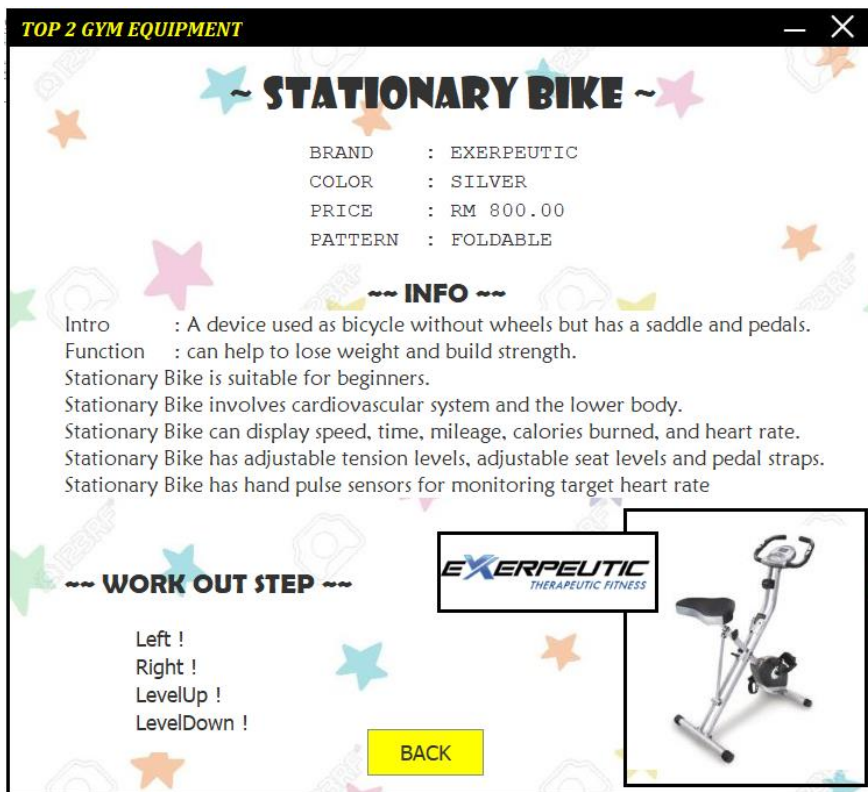 TOP 2 GYM EQUIPMENT
~ STATIONARY BIKE ~
BRAND : EXERPEUTIC
COLOR : SILVER
PRICE : RM 800.00
PATTERN : FOLDABLE
~~ INFO ~~
Intro : A device used as bicycle without wheels but has a saddle and pedals.
Function : can help to lose weight and build strength.
Stationary Bike is suitable for beginners.
Stationary Bike involves cardiovascular system and the lower body.
Stationary Bike can display speed, time, mileage, calories burned, and heart rate.
Stationary Bike has adjustable tension levels, adjustable seat levels and pedal straps.
Stationary Bike has hand pulse sensors for monitoring target heart rate
EXERPEUTIC
THERAPEUTIC FITNESS
~~ WORK OUT STEP ~~
Left !
Right !
LevelUp !
LevelDown !
BACK